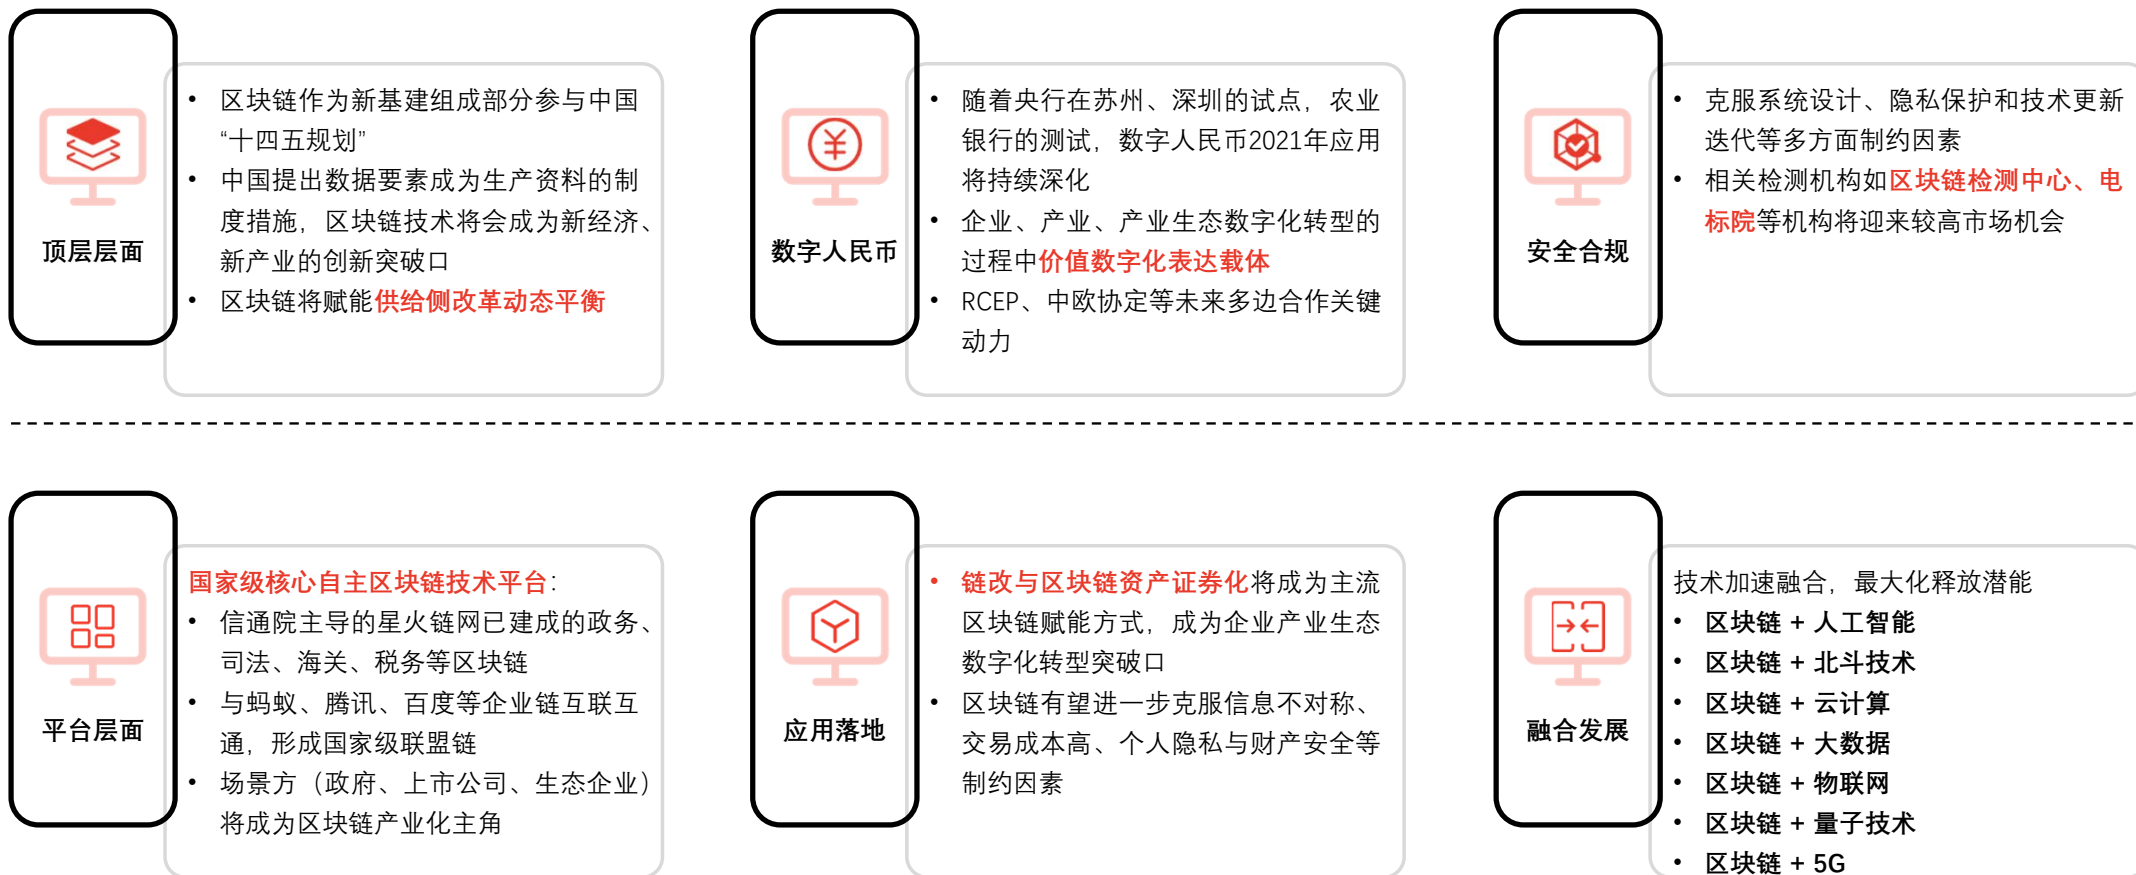 顶层层面
• 区块链作为新基建组成部分参与中国
“十四五规划”
• 中国提出数据要素成为生产资料的制
度措施，区块链技术将会成为新经济、
新产业的创新突破口
• 区块链将赋能供给侧改革动态平衡
数字人民币
• 随着央行在苏州、深圳的试点，农业
银行的测试，数字人民币2021年应用
将持续深化
• 企业、产业、产业生态数字化转型的
过程中价值数字化表达载体
• RCEP、中欧协定等未来多边合作关键
动力
安全合规
• 克服系统设计、隐私保护和技术更新
迭代等多方面制约因素
• 相关检测机构如区块链检测中心、电
标院等机构将迎来较高市场机会
平台层面
国家级核心自主区块链技术平台：
• 信通院主导的星火链网已建成的政务、
司法、海关、税务等区块链
• 与蚂蚁、腾讯、百度等企业链互联互
通，形成国家级联盟链
• 场景方（政府、上市公司、生态企业）
将成为区块链产业化主角
应用落地
• 链改与区块链资产证券化将成为主流
区块链赋能方式，成为企业产业生态
数字化转型突破口
• 区块链有望进一步克服信息不对称、
交易成本高、个人隐私与财产安全等
制约因素
融合发展
技术加速融合，最大化释放潜能
• 区块链 + 人工智能
• 区块链 + 北斗技术
• 区块链 + 云计算
• 区块链 + 大数据
• 区块链 + 物联网
• 区块链 + 量子技术
• 区块链 + 5G